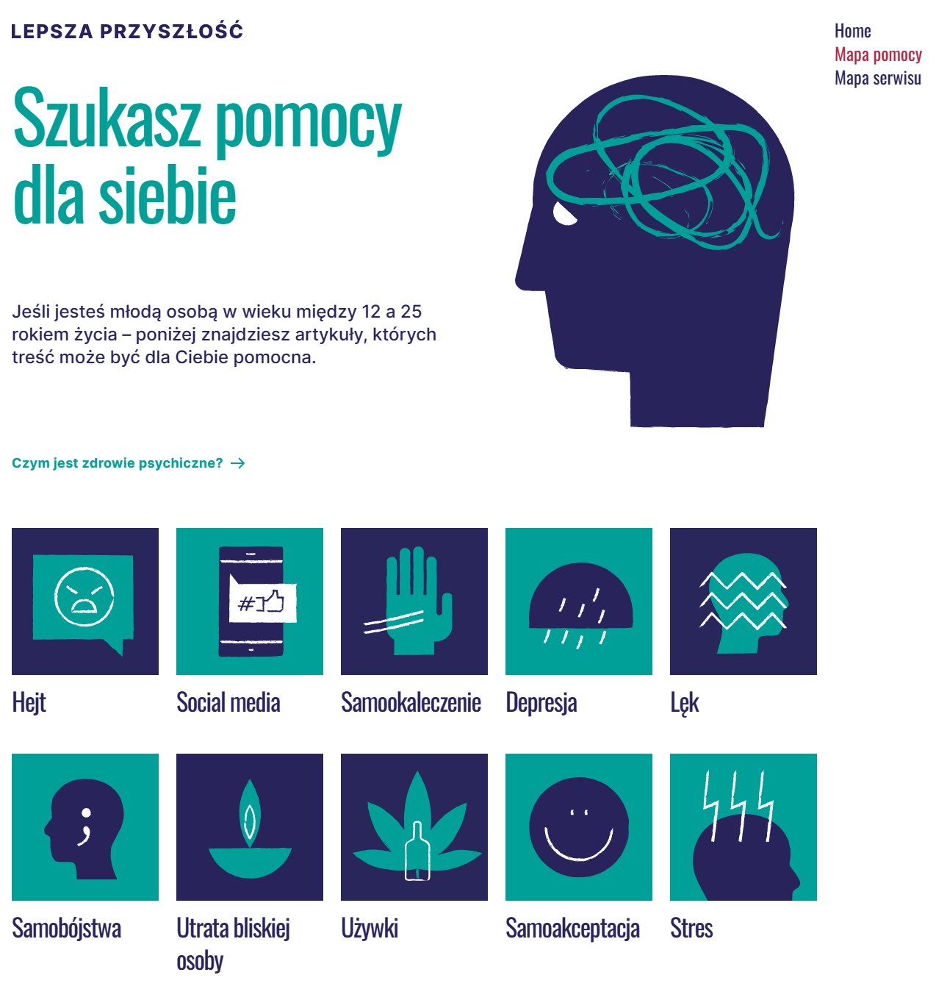 LEPSZA PRZYSZŁOŚĆ
Home
Mapa pomocy
Mapa serwisu
Szukasz pomocy
dla siebie
Jeśli jesteś młodą osobą w wieku między 12 a 25
rokiem życia – poniżej znajdziesz artykuły, których
treść może być dla Ciebie pomocna.
Czym jest zdrowie psychiczne? →
#
Hejt
Social media
Samookaleczenie
Depresja
Lęk
;
Samobójstwa
Utrata bliskiej
osoby
Używki
Samoakceptacja
Stres